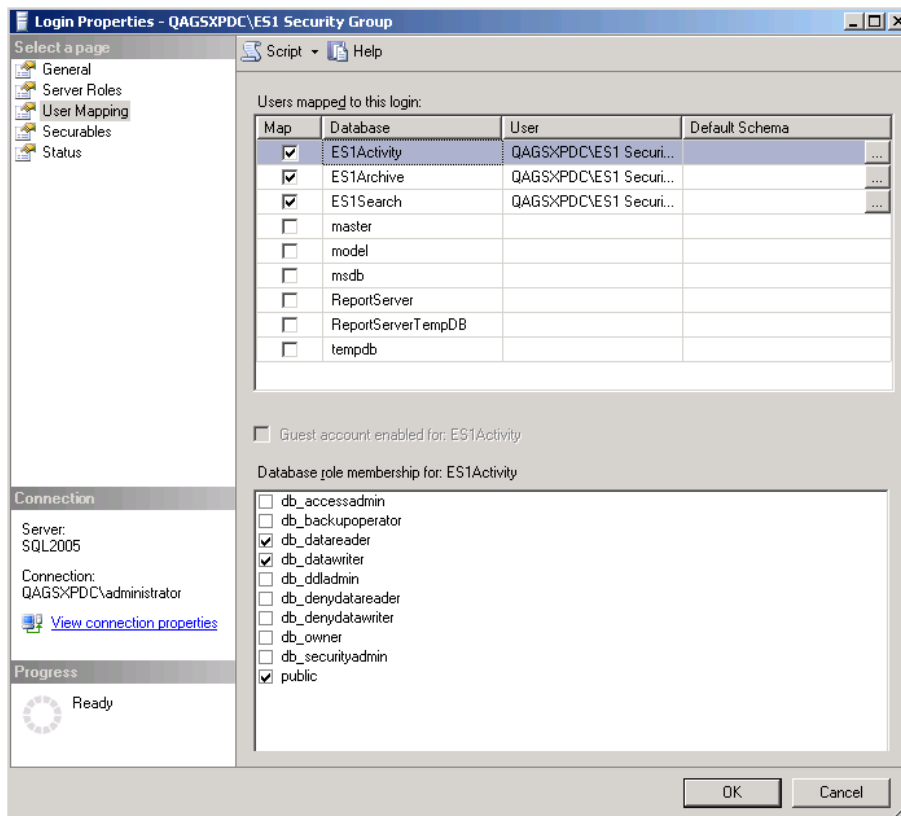 Login Properties - QAGSXPDC\ES1 Security Group
Select a page
General
Server Roles
User Mapping
Securables
Status
Script Help
Users mapped to this login:
Map Database User Default Schema
ES1Activity QAGSXPDC\ES1 Securi... ...
ES1Archive QAGSXPDC\ES1 Securi... ...
ES1Search QAGSXPDC\ES1 Securi... ...
master
model
msdb
ReportServer
ReportServerTempDB
tempdb
Guest account enabled for: ES1Activity
Database role membership for: ES1Activity
db_accessadmin
db_backupoperator
db_datareader
db_datawriter
db_ddladmin
db_denydatareader
db_denydatawriter
db_owner
db_securityadmin
public
Connection
Server:
SQL2005
Connection:
QAGSXPDC\administrator
View connection properties
Progress
Ready
OK Cancel